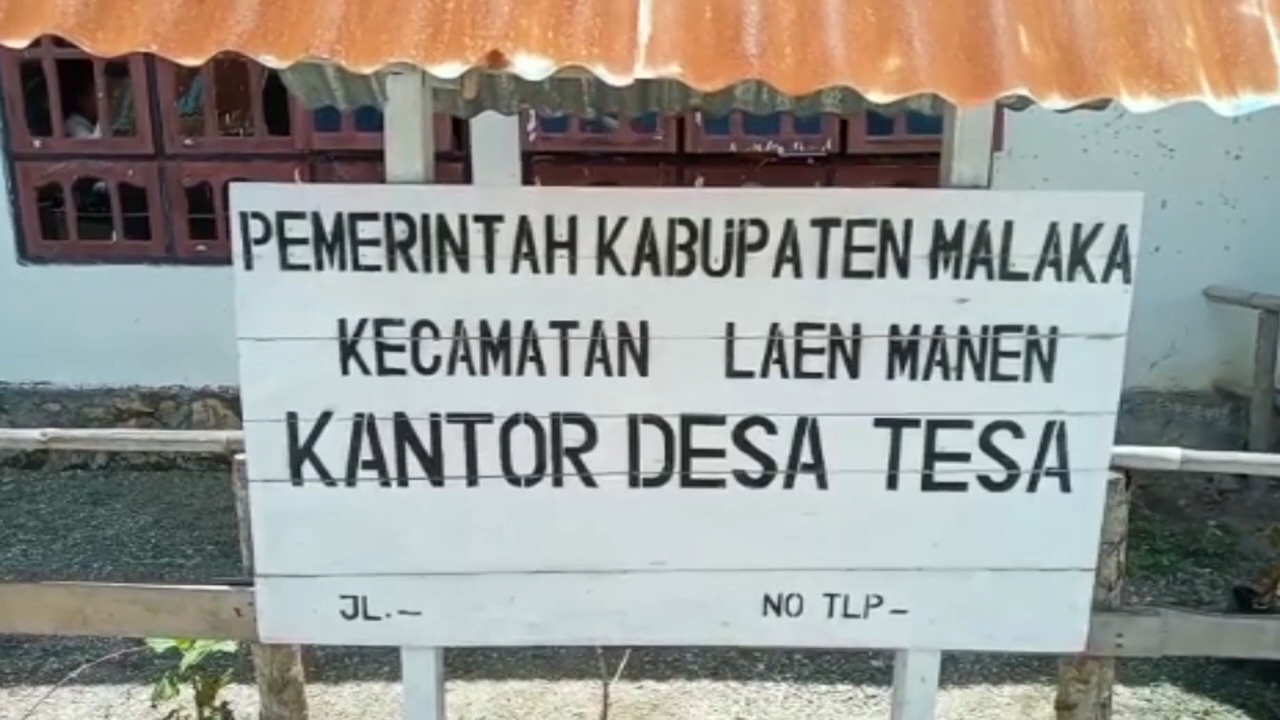 PEMERINTAH KABUPATEN MALAKA
KECAMATAN LAEN MANEN
KANTOR DESA TESA
JL.- NO TLP-